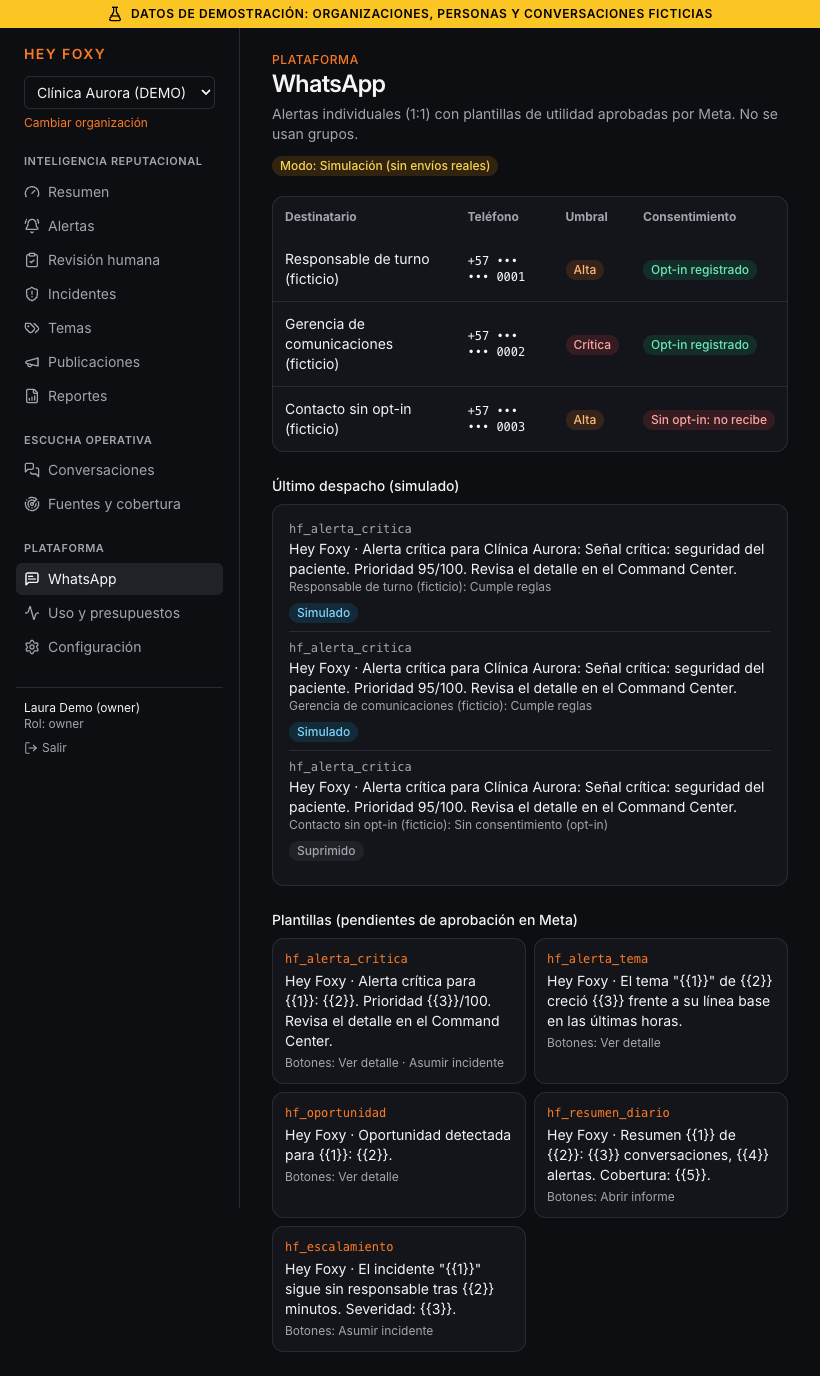 DATOS DE DEMOSTRACIÓN: ORGANIZACIONES, PERSONAS Y CONVERSACIONES FICTICIAS
HEY FOXY
Clínica Aurora (DEMO)
Cambiar organización
INTELIGENCIA REPUTACIONAL
Resumen
Alertas
Revisión humana
Incidentes
Temas
Publicaciones
Reportes
ESCUCHA OPERATIVA
Conversaciones
Fuentes y cobertura
PLATAFORMA
WhatsApp
Uso y presupuestos
Configuración
Laura Demo (owner)
Rol: owner
Salir
PLATAFORMA
WhatsApp
Alertas individuales (1:1) con plantillas de utilidad aprobadas por Meta. No se
usan grupos.
Modo: Simulación (sin envíos reales)
Destinatario Teléfono Umbral Consentimiento
Responsable de turno
(ficticio)
+57 •••
••• 0001
Alta
Opt-in registrado
Gerencia de
comunicaciones
(ficticio)
+57 •••
••• 0002
Crítica
Opt-in registrado
Contacto sin opt-in
(ficticio)
+57 •••
••• 0003
Alta
Sin opt-in: no recibe
Último despacho (simulado)
hf_alerta_critica
Hey Foxy · Alerta crítica para Clínica Aurora: Señal crítica: seguridad del
paciente. Prioridad 95/100. Revisa el detalle en el Command Center.
Responsable de turno (ficticio): Cumple reglas
Simulado
hf_alerta_critica
Hey Foxy · Alerta crítica para Clínica Aurora: Señal crítica: seguridad del
paciente. Prioridad 95/100. Revisa el detalle en el Command Center.
Gerencia de comunicaciones (ficticio): Cumple reglas
Simulado
hf_alerta_critica
Hey Foxy · Alerta crítica para Clínica Aurora: Señal crítica: seguridad del
paciente. Prioridad 95/100. Revisa el detalle en el Command Center.
Contacto sin opt-in (ficticio): Sin consentimiento (opt-in)
Suprimido
Plantillas (pendientes de aprobación en Meta)
hf_alerta_critica
Hey Foxy · Alerta crítica para
{{1}}: {{2}}. Prioridad {{3}}/100.
Revisa el detalle en el Command
Center.
Botones: Ver detalle · Asumir incidente
hf_alerta_tema
Hey Foxy · El tema "{{1}}" de {{2}}
creció {{3}} frente a su línea base
en las últimas horas.
Botones: Ver detalle
hf_oportunidad
Hey Foxy · Oportunidad detectada
para {{1}}: {{2}}.
Botones: Ver detalle
hf_resumen_diario
Hey Foxy · Resumen {{1}} de
{{2}}: {{3}} conversaciones, {{4}}
alertas. Cobertura: {{5}}.
Botones: Abrir informe
hf_escalamiento
Hey Foxy · El incidente "{{1}}"
sigue sin responsable tras {{2}}
minutos. Severidad: {{3}}.
Botones: Asumir incidente